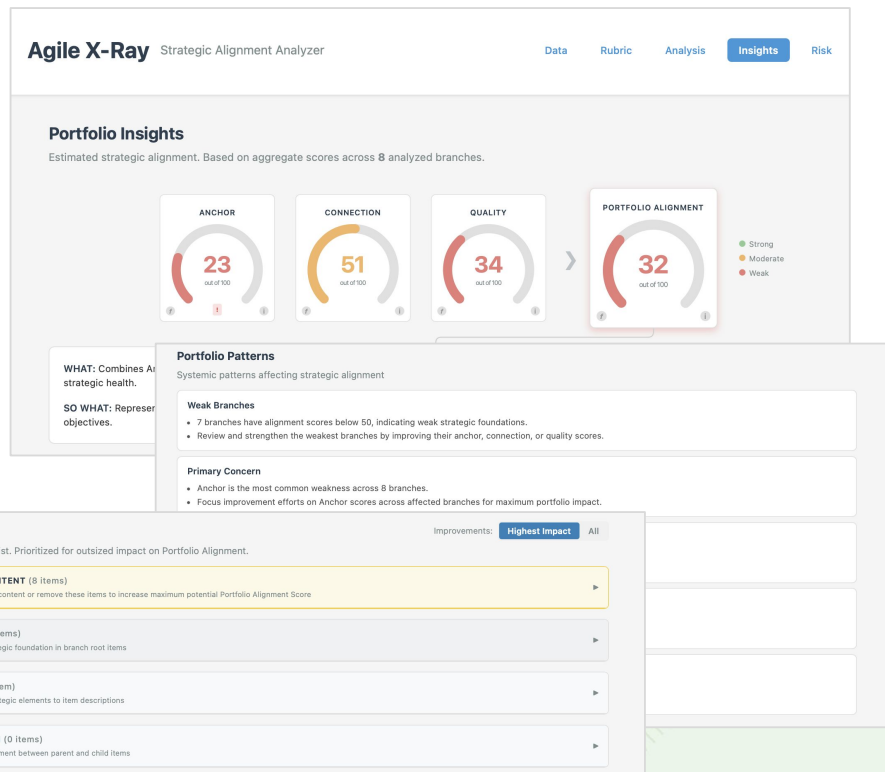 Agile X-Ray Strategic Alignment Analyzer
Data Rubric Analysis Insights Risk
Portfolio Insights
Estimated strategic alignment. Based on aggregate scores across 8 analyzed branches.
ANCHOR
23
out of 100
f ! i
CONNECTION
51
out of 100
f i
QUALITY
34
out of 100
f i
❯
PORTFOLIO ALIGNMENT
32
out of 100
f i
Strong
Moderate
Weak
WHAT: Combines
strategic health.
SO WHAT:
objectives.
Portfolio Patterns
Systemic patterns affecting strategic alignment
Weak Branches
• 7 branches have alignment scores below 50, indicating weak strategic foundations.
• Review and strengthen the weakest branches by improving their anchor, connection, or quality scores.
Primary Concern
• Anchor is the most common weakness across 8 branches.
• Focus improvement efforts on Anchor scores across affected branches for maximum portfolio impact.
Improvements: Highest Impact All
st. Prioritized for outsized impact on Portfolio Alignment.
(8 items)
content or remove these items to increase maximum potential Portfolio Alignment Score
foundation in branch root items
elements to item descriptions
(0 items)
between parent and child items